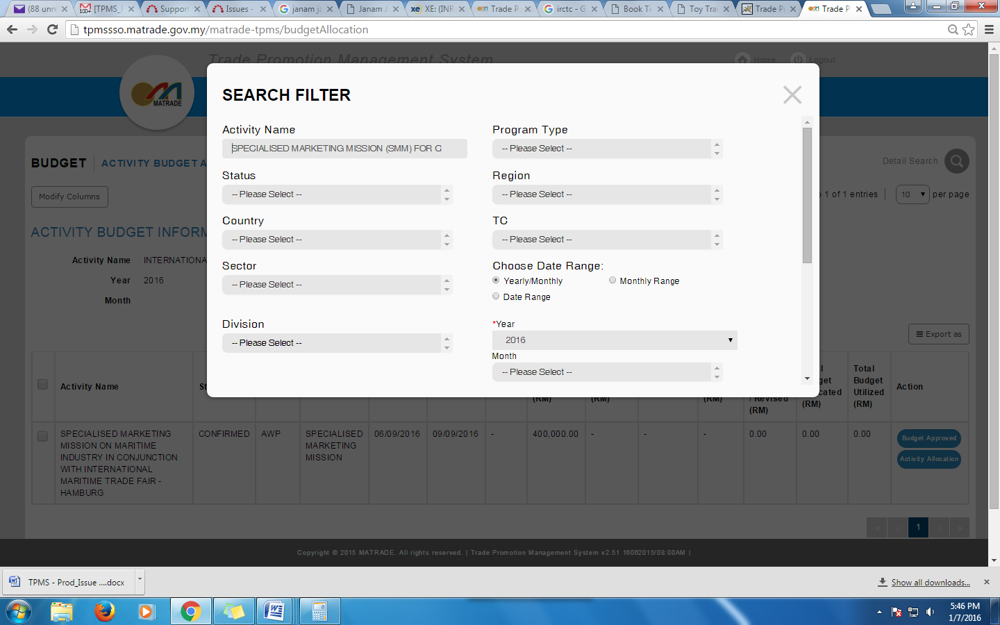 (88 unre
[TPMS_
Support
Issues -
janam ja
Janam J
XE: (INR
Trade P
irctc - G
Book Ti
Toy Tra
Trade P
Trade P
tpmssso.matrade.gov.my/matrade-tpms/budgetAllocation
Trade Promotion Management System
Home
Logout
MATRADE
SEARCH FILTER
Activity Name
SPECIALISED MARKETING MISSION (SMM) FOR C
Program Type
-- Please Select --
Status
-- Please Select --
Region
-- Please Select --
Country
-- Please Select --
TC
-- Please Select --
Sector
-- Please Select --
Choose Date Range:
Yearly/Monthly
Monthly Range
Date Range
Division
-- Please Select --
*Year
2016
Month
-- Please Select --
BUDGET
ACTIVITY BUDGET A
Detail Search
Modify Columns
1 of 1 entries
10
per page
ACTIVITY BUDGET INFOR
Activity Name INTERNATIONA
Year 2016
Month
Export as
Activity Name
St
(RM)
(RM)
(RM)
/ Revised
(RM)
cated
(RM)
Total
Budget
Utilized
(RM)
Action
SPECIALISED MARKETING
MISSION ON MARITIME
INDUSTRY IN CONJUNCTION
WITH INTERNATIONAL
MARITIME TRADE FAIR -
HAMBURG
CONFIRMED
AWP
SPECIALISED
MARKETING
MISSION
06/09/2016
09/09/2016
-
400,000.00
-
-
-
0.00
0.00
0.00
Budget Approved
Activity Allocation
« ‹ 1 › »
Copyright © 2015 MATRADE. All rights reserved. | Trade Promotion Management System v2.51 16062015/08:00AM |
TPMS - Prod_Issue ....docx
Show all downloads...
5:46 PM
1/7/2016